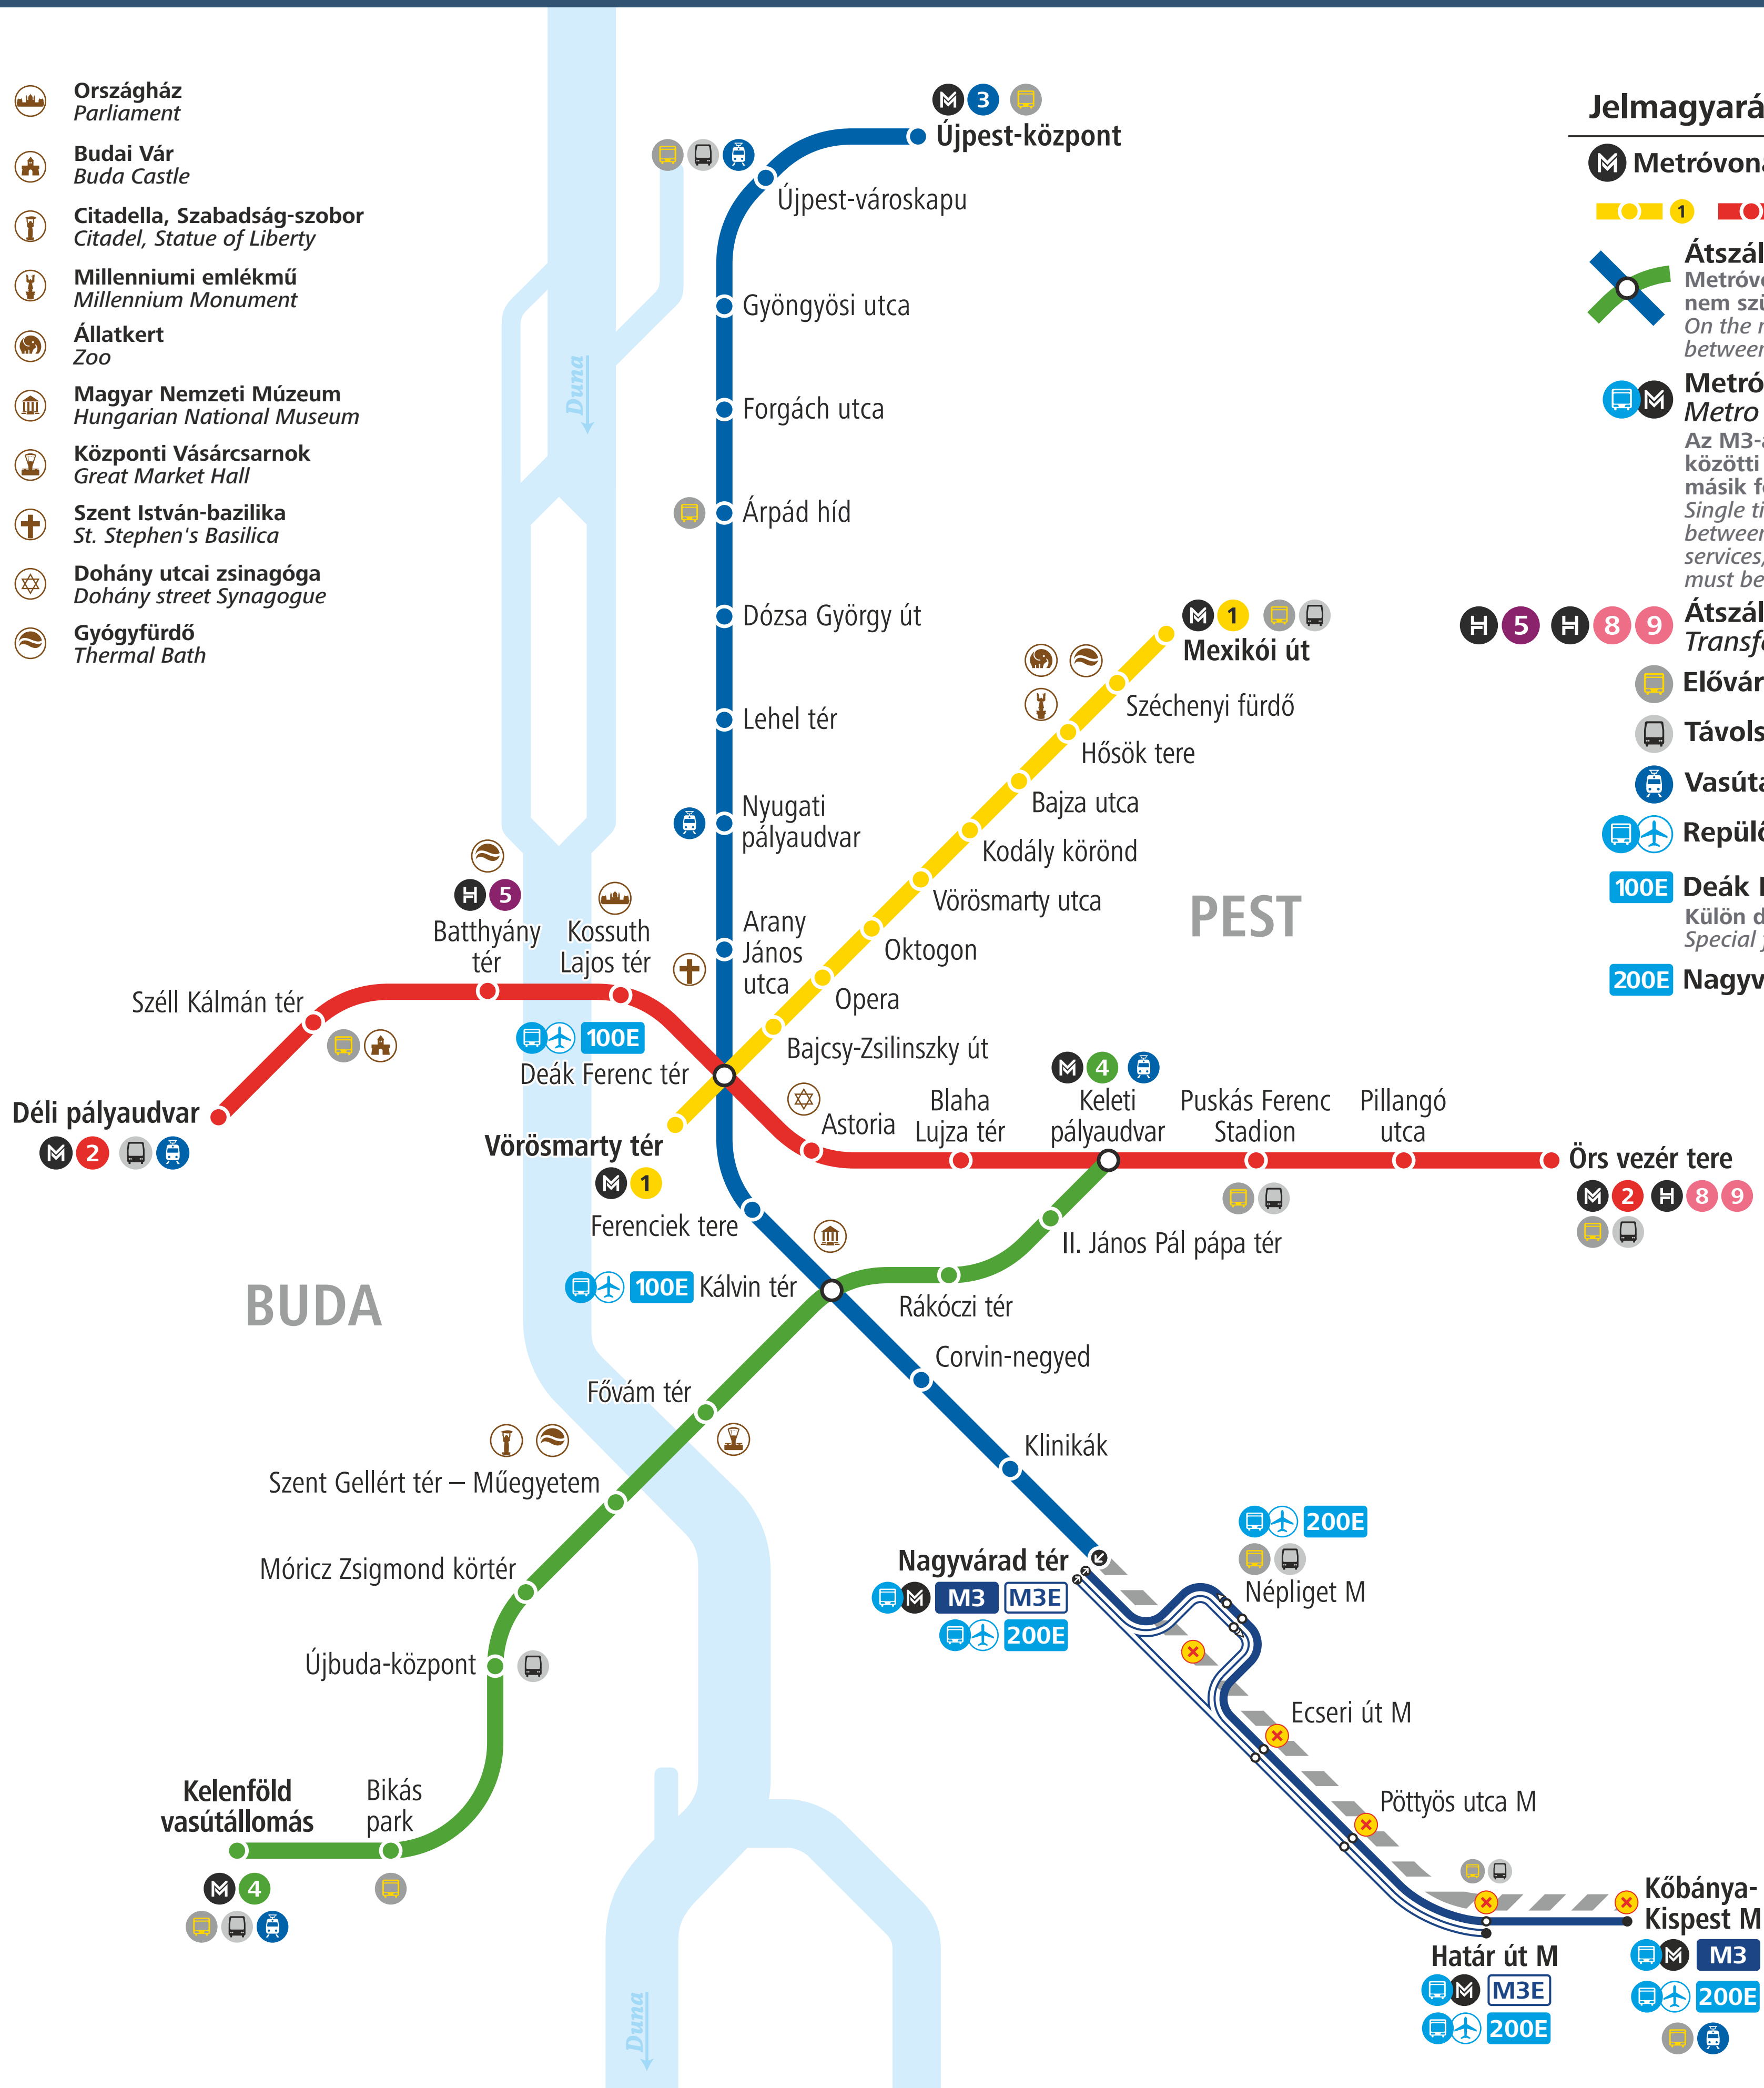 Országház
Parliament
Budai Vár
Buda Castle
Citadella, Szabadság-szobor
Citadel, Statue of Liberty
Millenniumi emlékmű
Millennium Monument
Állatkert
Zoo
Magyar Nemzeti Múzeum
Hungarian National Museum
Központi Vásárcsarnok
Great Market Hall
Szent István-bazilika
St. Stephen's Basilica
Dohány utcai zsinagóga
Dohány street Synagogue
Gyógyfürdő
Thermal Bath
M 3
Újpest-központ
Újpest-városkapu
Gyöngyösi utca
Duna
Forgách utca
Árpád híd
Dózsa György út
Lehel tér
Nyugati
pályaudvar
Arany
János
utca
M 1
Mexikói út
Széchenyi fürdő
Hősök tere
Bajza utca
Kodály körönd
Vörösmarty utca
Oktogon
Opera
Bajcsy-Zsilinszky út
PEST
H 5
Batthyány
tér
Kossuth
Lajos tér
Széll Kálmán tér
100E
Deák Ferenc tér
Déli pályaudvar
M 2
Vörösmarty tér
M 1
Astoria
Blaha
Lujza tér
M 4
Keleti
pályaudvar
Puskás Ferenc
Stadion
Pillangó
utca
Örs vezér tere
M 2 H 8 9
Ferenciek tere
II. János Pál pápa tér
100E Kálvin tér
Rákóczi tér
BUDA
Corvin-negyed
Fővám tér
Klinikák
Szent Gellért tér – Műegyetem
Móricz Zsigmond körtér
Újbuda-központ
Kelenföld
vasútállomás
M 4
Bikás
park
Nagyvárad tér
M M3 M3E
200E
200E
Népliget M
Ecseri út M
Pöttyös utca M
Határ út M
M M3E
200E
Kőbánya-
Kispest M
M M3
200E
Duna
Jelmagyará
M Metróvona
1
Átszál
Metróv
nem szü
On the
between
Metró
M Metro
Az M3-a
közötti
másik f
Single ti
between
services,
must be
Átszál
H 5 H 8 9
Transf
Elővár
Távols
Vasúta
Repülő
100E Deák
Külön d
Special
200E Nagyv